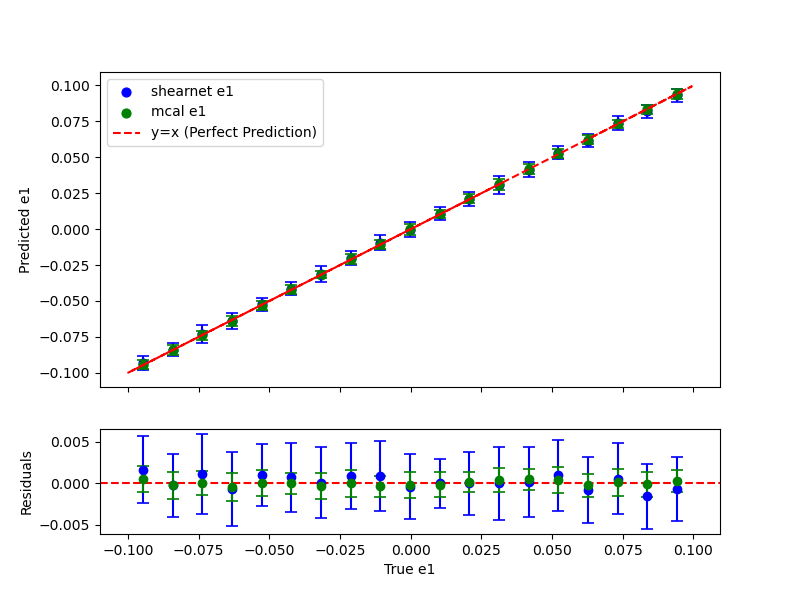 shearnet e1
mcal e1
y=x (Perfect Prediction)
Predicted e1
0.100
0.075
0.050
0.025
0.000
−0.025
−0.050
−0.075
−0.100
Residuals
0.005
0.000
−0.005
−0.100 −0.075 −0.050 −0.025 0.000 0.025 0.050 0.075 0.100
True e1